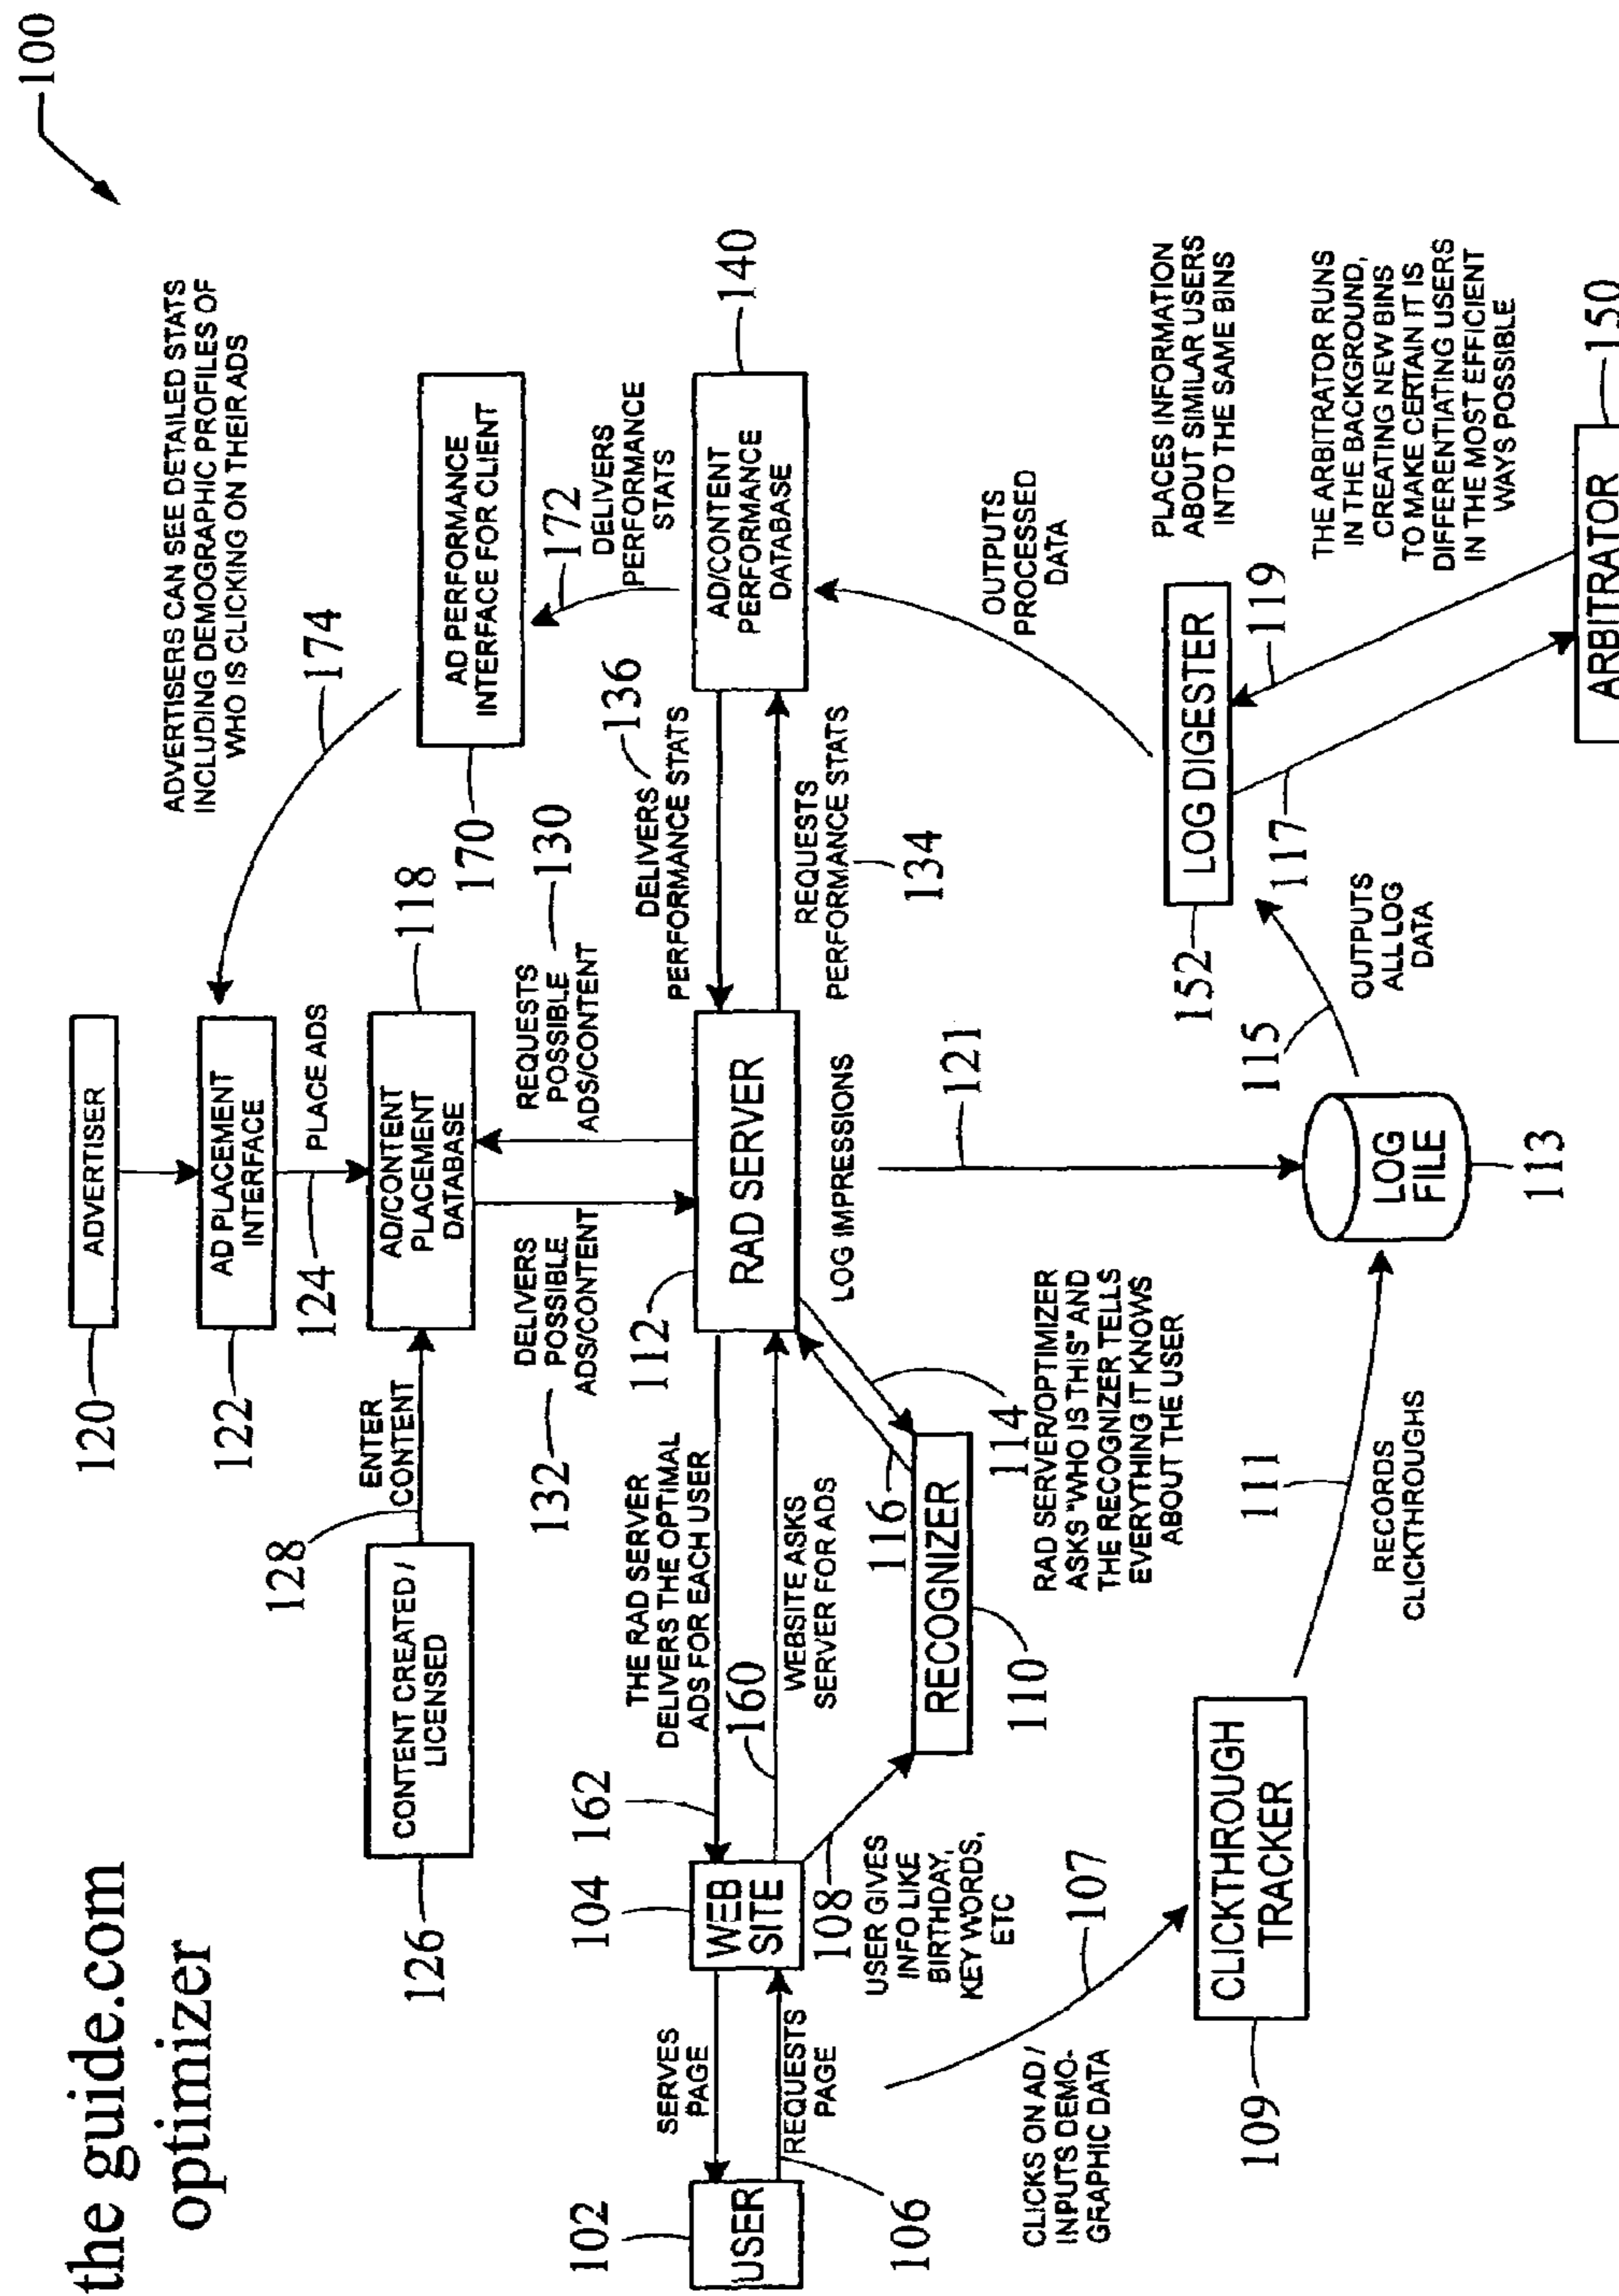 the guide.com
optimizer
100
120
ADVERTISER
122
AD PLACEMENT
INTERFACE
124
PLACE ADS
ADVERTISERS CAN SEE DETAILED STATS
INCLUDING DEMOGRAPHIC PROFILES OF
WHO IS CLICKING ON THEIR ADS
174
126
CONTENT CREATED /
LICENSED
128
ENTER
CONTENT
AD/CONTENT
PLACEMENT
DATABASE
118
170
AD PERFORMANCE
INTERFACE FOR CLIENT
132
DELIVERS
POSSIBLE
ADS/CONTENT
REQUESTS
POSSIBLE
ADS/CONTENT
130
172
DELIVERS
PERFORMANCE
STATS
102
USER
SERVES
PAGE
REQUESTS
PAGE
106
104
WEB
SITE
162
THE RAD SERVER
DELIVERS THE OPTIMAL
ADS FOR EACH USER
160
WEBSITE ASKS
SERVER FOR ADS
112
RAD SERVER
DELIVERS
PERFORMANCE STATS
136
REQUESTS
PERFORMANCE STATS
134
AD/CONTENT
PERFORMANCE
DATABASE
140
108
USER GIVES
INFO LIKE
BIRTHDAY,
KEY WORDS,
ETC
RECOGNIZER
110
116
114
RAD SERVER/OPTIMIZER
ASKS "WHO IS THIS" AND
THE RECOGNIZER TELLS
EVERYTHING IT KNOWS
ABOUT THE USER
LOG IMPRESSIONS
121
CLICKS ON AD /
INPUTS DEMO-
GRAPHIC DATA
107
109
CLICKTHROUGH
TRACKER
111
RECORDS
CLICKTHROUGHS
LOG
FILE
113
115
OUTPUTS
ALL LOG
DATA
OUTPUTS
PROCESSED
DATA
152
LOG DIGESTER
PLACES INFORMATION
ABOUT SIMILAR USERS
INTO THE SAME BINS
117
119
THE ARBITRATOR RUNS
IN THE BACKGROUND,
CREATING NEW BINS
TO MAKE CERTAIN IT IS
DIFFERENTIATING USERS
IN THE MOST EFFICIENT
WAYS POSSIBLE
ARBITRATOR
150